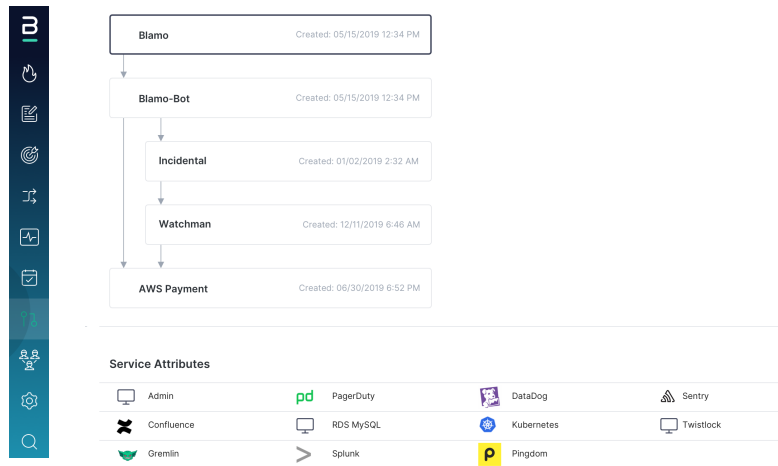 Blamo Created: 05/15/2019 12:34 PM
Blamo-Bot Created: 05/15/2019 12:34 PM
Incidental Created: 01/02/2019 2:32 AM
Watchman Created: 12/11/2019 6:46 AM
AWS Payment Created: 06/30/2019 6:52 PM
Service Attributes
Admin pd PagerDuty DataDog Sentry
Confluence RDS MySQL Kubernetes Twistlock
Gremlin Splunk p Pingdom